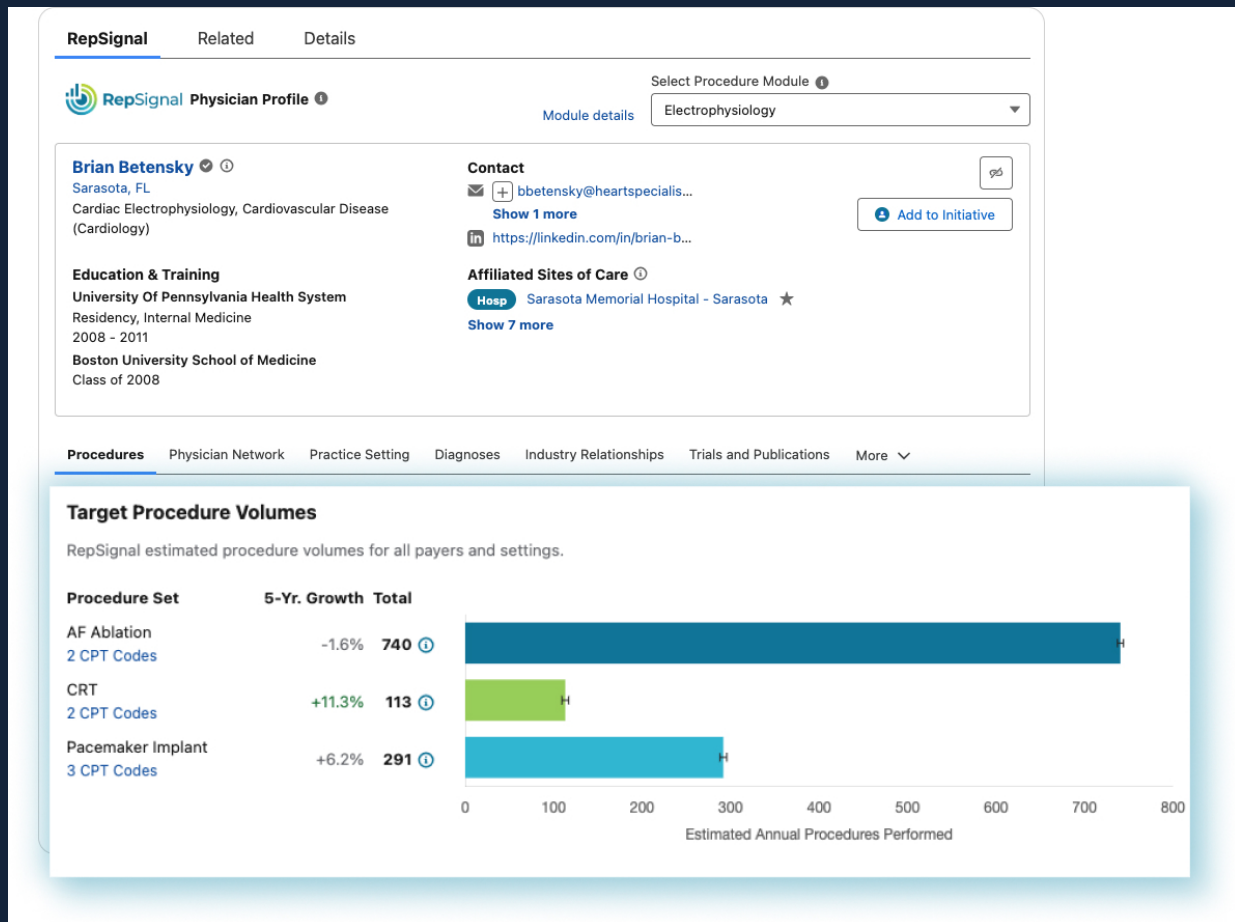 RepSignal Related Details
RepSignal Physician Profile
Select Procedure Module
Module details
Electrophysiology
Brian Betensky
Sarasota, FL
Cardiac Electrophysiology, Cardiovascular Disease
(Cardiology)
Education & Training
University Of Pennsylvania Health System
Residency, Internal Medicine
2008 - 2011
Boston University School of Medicine
Class of 2008
Contact
bbetensky@heartspecialis...
Show 1 more
in https://linkedin.com/in/brian-b...
Affiliated Sites of Care
Hosp Sarasota Memorial Hospital - Sarasota
Show 7 more
Add to Initiative
Procedures Physician Network Practice Setting Diagnoses Industry Relationships Trials and Publications More
Target Procedure Volumes
RepSignal estimated procedure volumes for all payers and settings.
Procedure Set 5-Yr. Growth Total
AF Ablation -1.6% 740
2 CPT Codes
CRT +11.3% 113
2 CPT Codes
Pacemaker Implant +6.2% 291
3 CPT Codes
0 100 200 300 400 500 600 700 800
Estimated Annual Procedures Performed